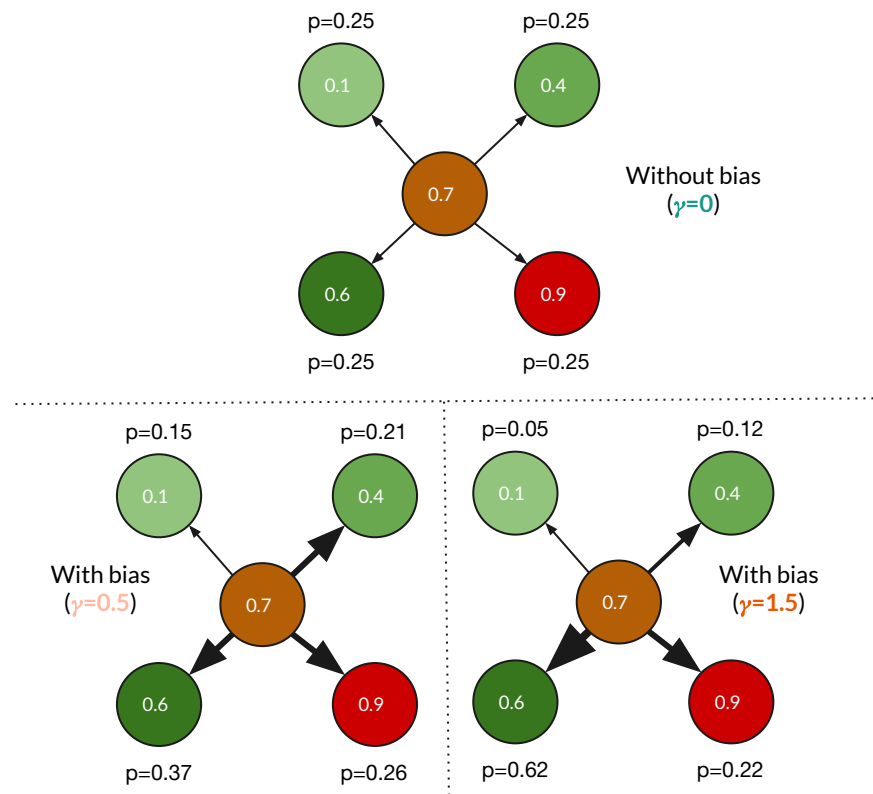 p=0.25
p=0.25
0.1
0.4
0.7
Without bias
(γ=0)
0.6
0.9
p=0.25
p=0.25
p=0.15
p=0.21
0.1
0.4
With bias
(γ=0.5)
0.7
0.6
0.9
p=0.37
p=0.26
p=0.05
p=0.12
0.1
0.4
0.7
With bias
(γ=1.5)
0.6
0.9
p=0.62
p=0.22